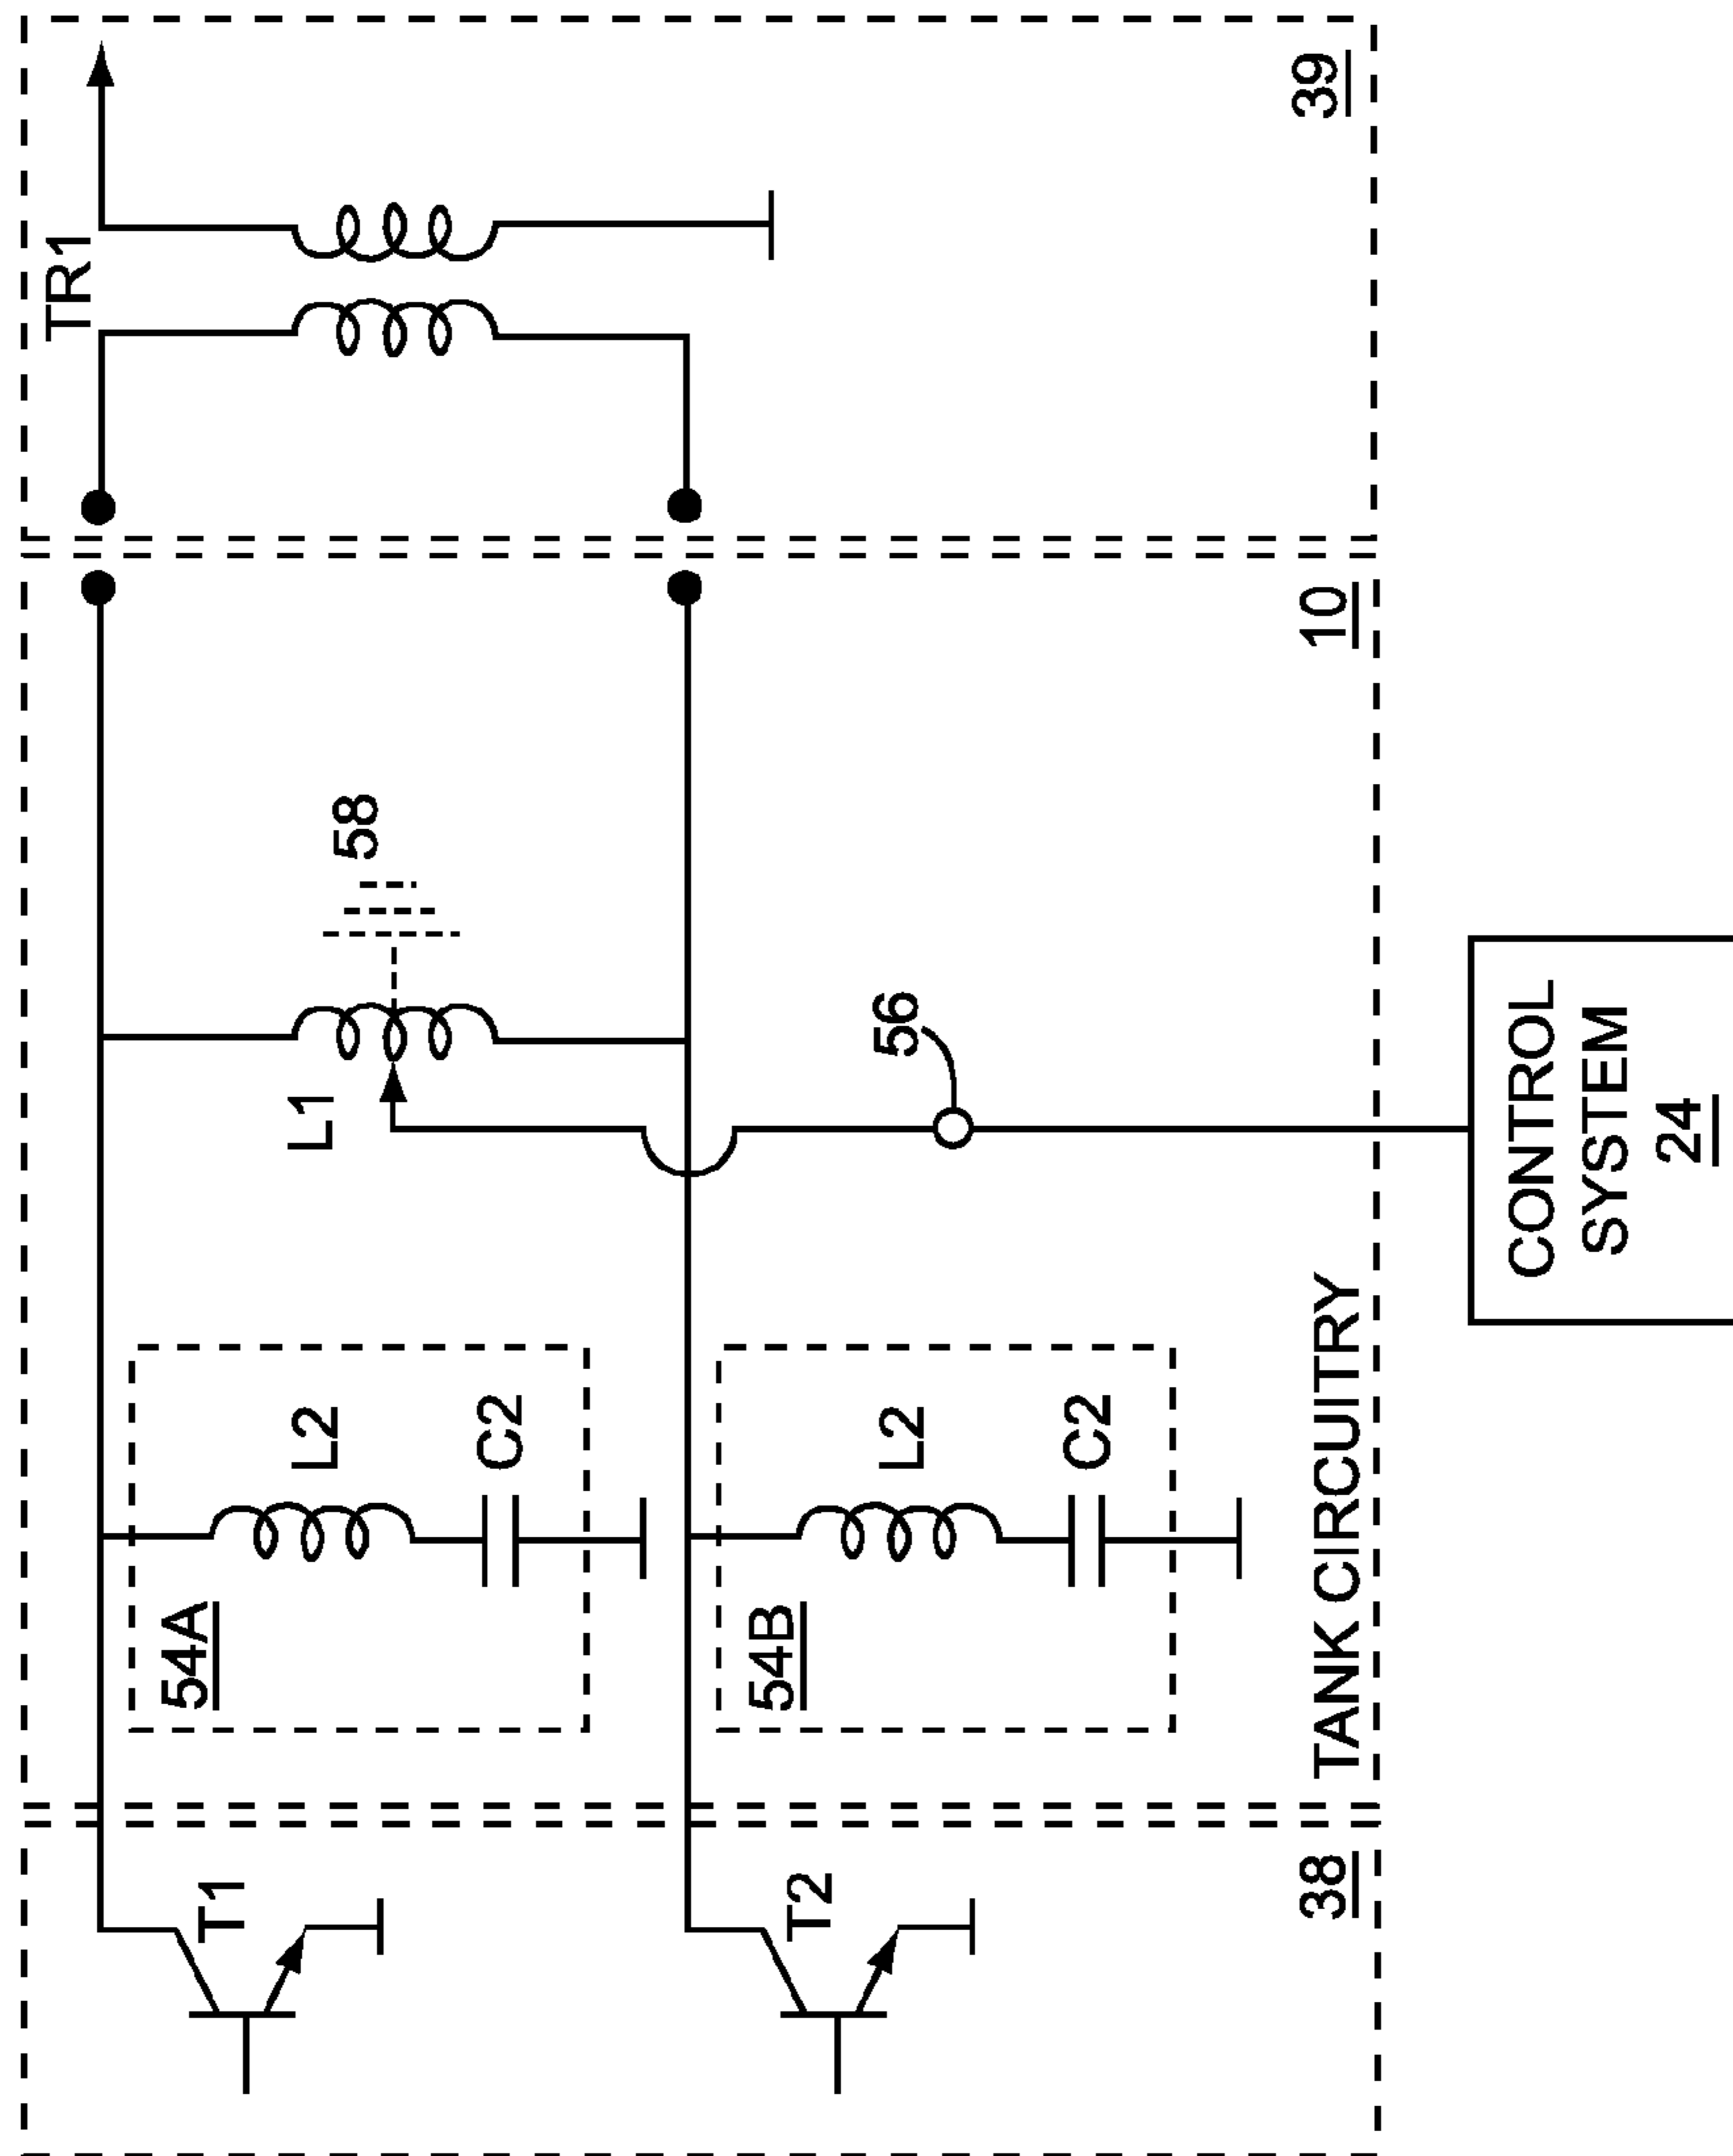 T1
T2
38
54A
L2
C2
54B
L2
C2
TANK CIRCUITRY
10
L1
58
56
CONTROL
SYSTEM
24
TR1
39